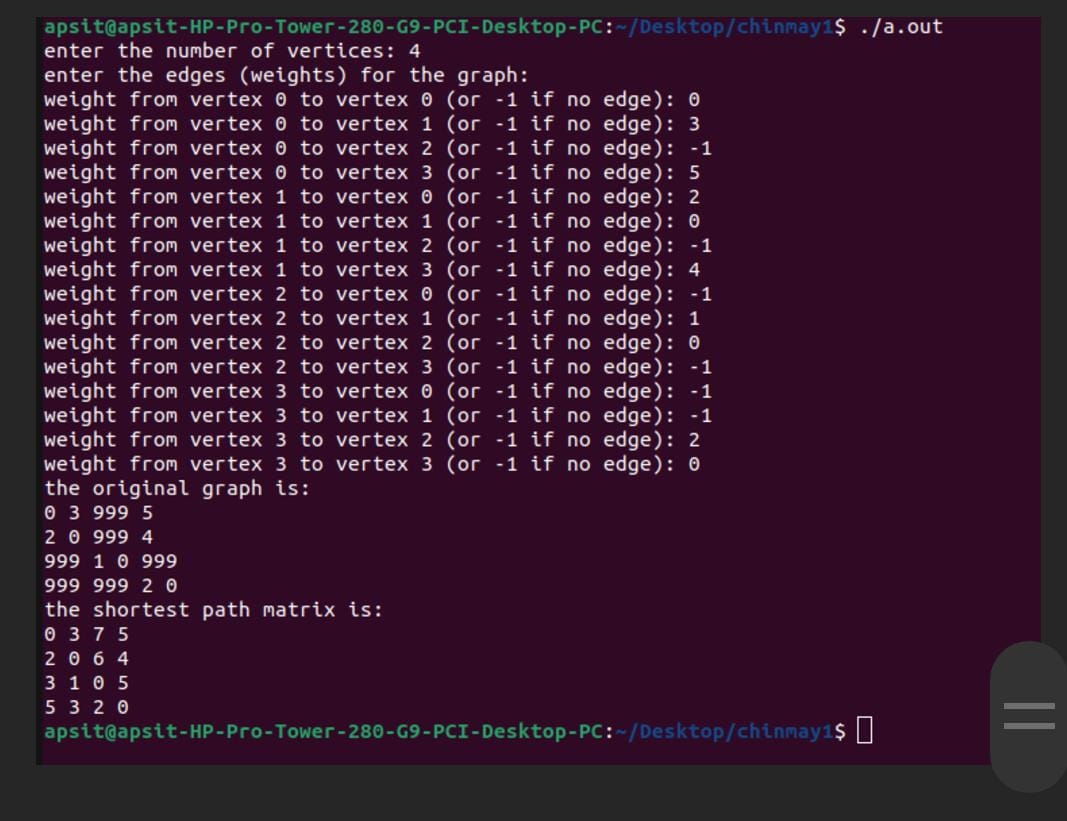 apsit@apsit-HP-Pro-Tower-280-G9-PCI-Desktop-PC:~/Desktop/chinmay1$ ./a.out
enter the number of vertices: 4
enter the edges (weights) for the graph:
weight from vertex 0 to vertex 0 (or -1 if no edge): 0
weight from vertex 0 to vertex 1 (or -1 if no edge): 3
weight from vertex 0 to vertex 2 (or -1 if no edge): -1
weight from vertex 0 to vertex 3 (or -1 if no edge): 5
weight from vertex 1 to vertex 0 (or -1 if no edge): 2
weight from vertex 1 to vertex 1 (or -1 if no edge): 0
weight from vertex 1 to vertex 2 (or -1 if no edge): -1
weight from vertex 1 to vertex 3 (or -1 if no edge): 4
weight from vertex 2 to vertex 0 (or -1 if no edge): -1
weight from vertex 2 to vertex 1 (or -1 if no edge): 1
weight from vertex 2 to vertex 2 (or -1 if no edge): 0
weight from vertex 2 to vertex 3 (or -1 if no edge): -1
weight from vertex 3 to vertex 0 (or -1 if no edge): -1
weight from vertex 3 to vertex 1 (or -1 if no edge): -1
weight from vertex 3 to vertex 2 (or -1 if no edge): 2
weight from vertex 3 to vertex 3 (or -1 if no edge): 0
the original graph is:
0 3 999 5
2 0 999 4
999 1 0 999
999 999 2 0
the shortest path matrix is:
0 3 7 5
2 0 6 4
3 1 0 5
5 3 2 0
apsit@apsit-HP-Pro-Tower-280-G9-PCI-Desktop-PC:~/Desktop/chinmay1$